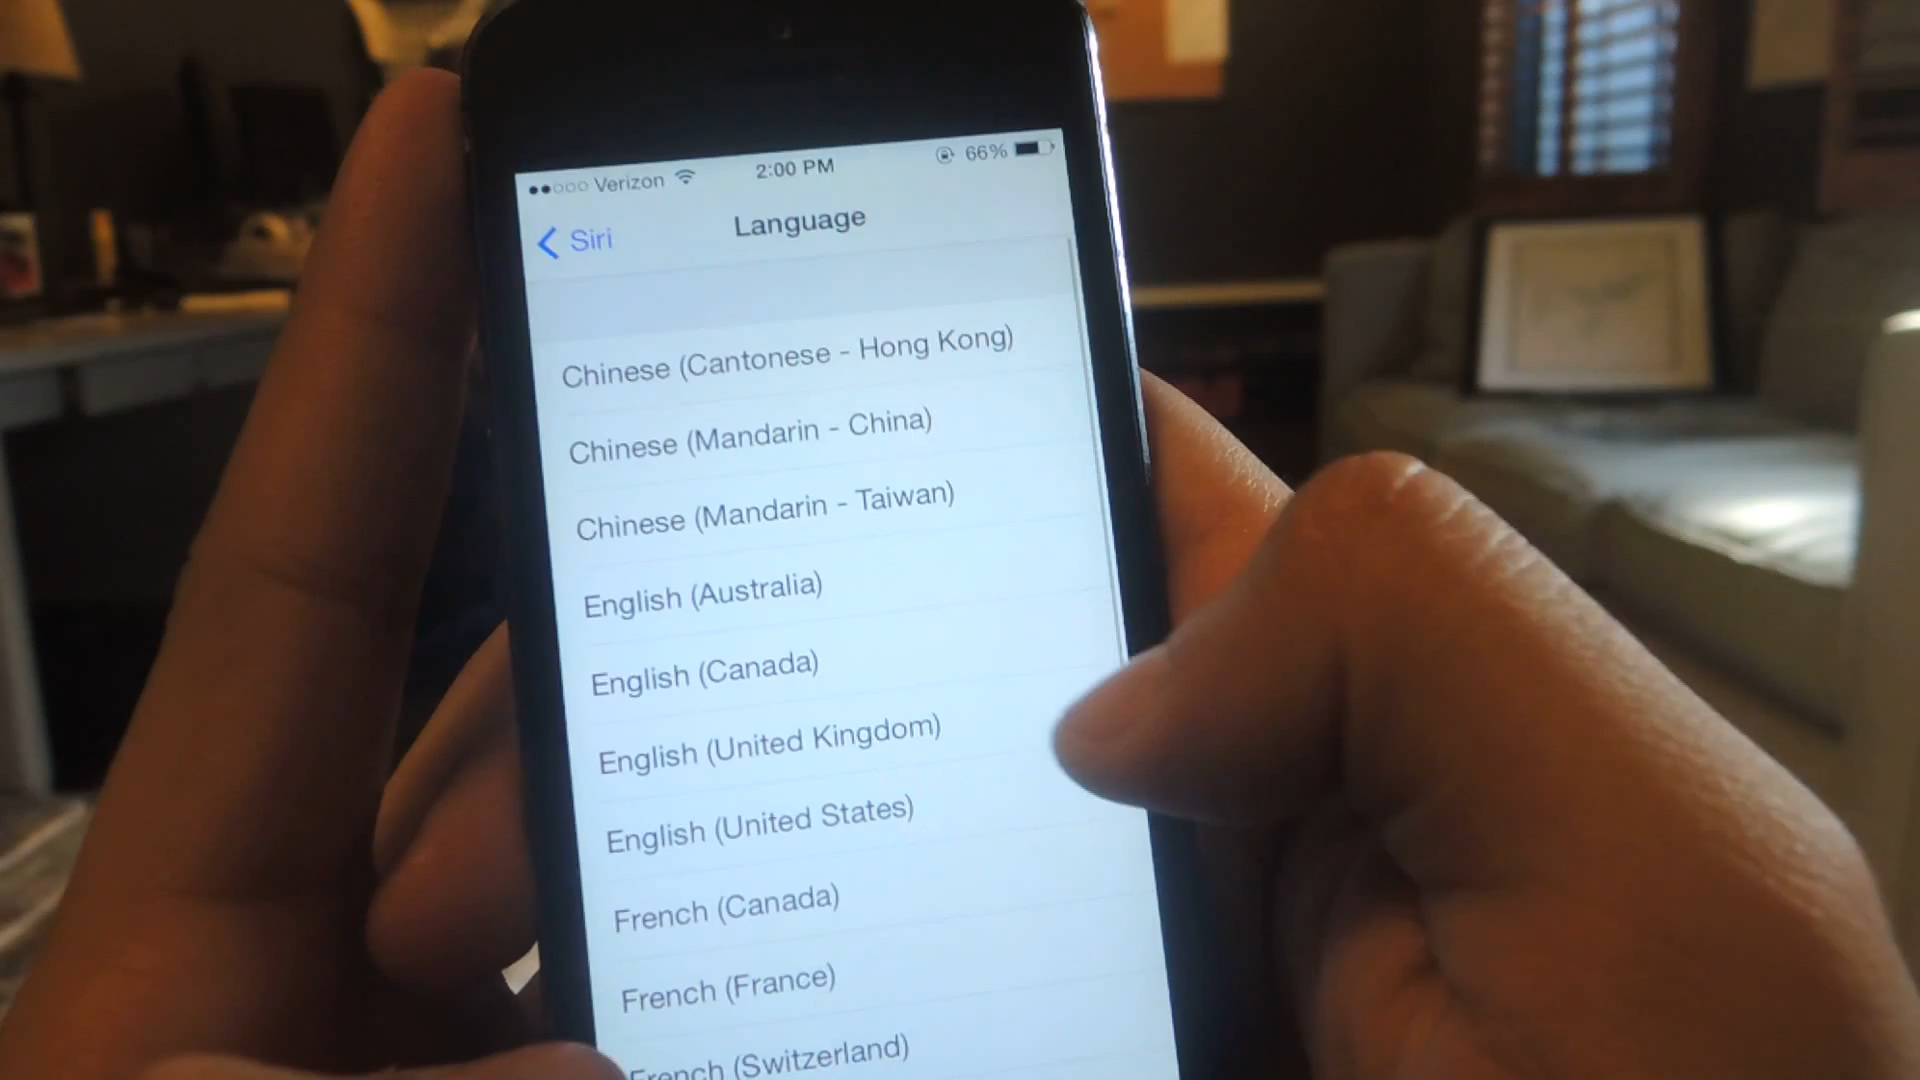 Verizon 2:00 PM 66%
Siri Language
Chinese (Cantonese - Hong Kong)
Chinese (Mandarin - China)
Chinese (Mandarin - Taiwan)
English (Australia)
English (Canada)
English (United Kingdom)
English (United States)
French (Canada)
French (France)
French (Switzerland)